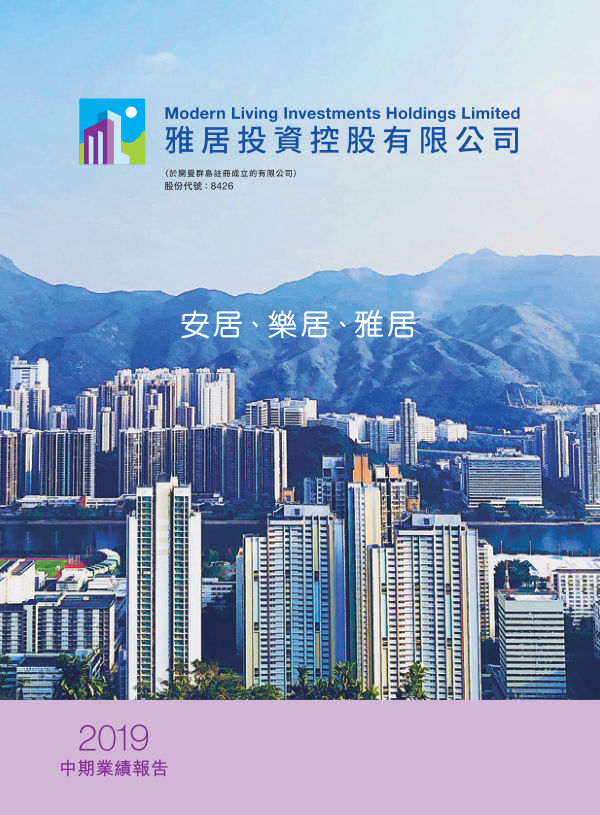 Modern Living Investments Holdings Limited
雅居投資控股有限公司
（於開曼群島註冊成立的有限公司）
股份代號：8426
安居、樂居、雅居
2019
中期業績報告